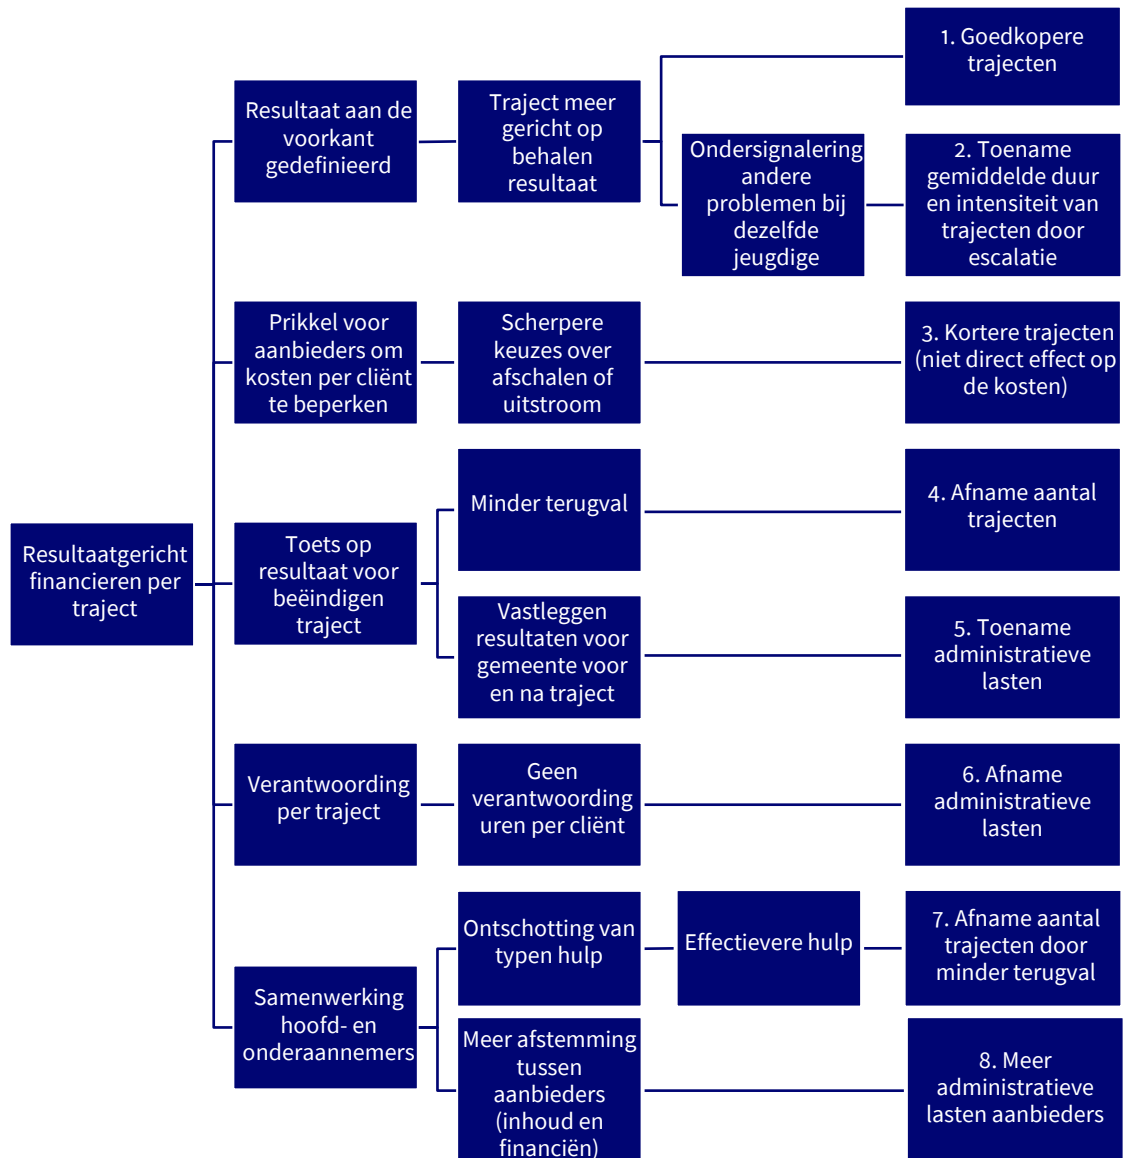 Resultaatgericht
financieren per
traject
Resultaat aan de
voorkant
gedefinieerd
Traject meer
gericht op
behalen
resultaat
1. Goedkopere
trajecten
Ondersignalering
andere
problemen bij
dezelfde
jeugdige
2. Toename
gemiddelde duur
en intensiteit van
trajecten door
escalatie
Prikkel voor
aanbieders om
kosten per cliënt
te beperken
Scherpere
keuzes over
afschalen of
uitstroom
3. Kortere trajecten
(niet direct effect op
de kosten)
Toets op
resultaat voor
beëindigen
traject
Minder terugval
4. Afname aantal
trajecten
Vastleggen
resultaten voor
gemeente voor
en na traject
5. Toename
administratieve
lasten
Verantwoording
per traject
Geen
verantwoording
uren per cliënt
6. Afname
administratieve
lasten
Samenwerking
hoofd- en
onderaannemers
Ontschotting van
typen hulp
Effectievere hulp
7. Afname aantal
trajecten door
minder terugval
Meer afstemming
tussen
aanbieders
(inhoud en
financiën)
8. Meer
administratieve
lasten aanbieders